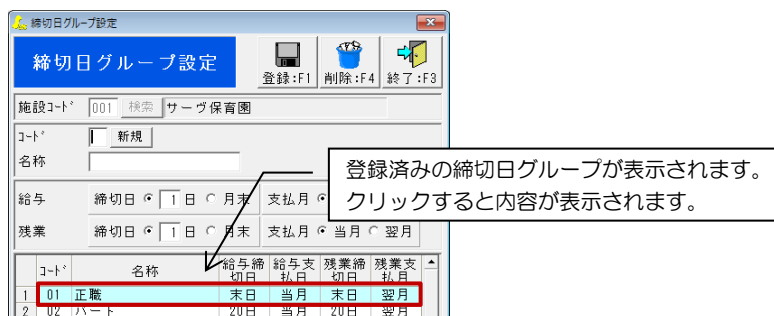 締切日グループ設定
締切日グループ設定
登録:F1 削除:F4 終了:F3
施設ｺｰﾄﾞ 001 検索 サーヴ保育園
ｺｰﾄﾞ 新規
名称
登録済みの締切日グループが表示されます。
クリックすると内容が表示されます。
給与 締切日 1 日 月末 支払月
残業 締切日 1 日 月末 支払月 当月 翌月
ｺｰﾄﾞ 名称 給与締切日 給与支払日 残業締切日 残業支払月
1 01 正職 末日 当月 末日 翌月
2 02 パート 20日 当月 20日 翌月